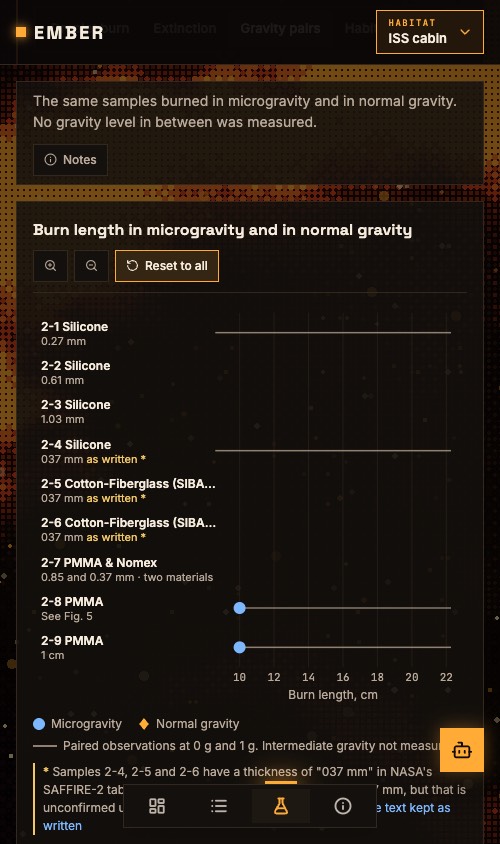 burn Extinction Gravity pairs Habi
EMBER
HABITAT
ISS cabin
The same samples burned in microgravity and in normal gravity.
No gravity level in between was measured.
Notes
Burn length in microgravity and in normal gravity
Reset to all
2-1 Silicone
0.27 mm
2-2 Silicone
0.61 mm
2-3 Silicone
1.03 mm
2-4 Silicone
037 mm as written *
2-5 Cotton-Fiberglass (SIBA...
037 mm as written *
2-6 Cotton-Fiberglass (SIBA...
037 mm as written *
2-7 PMMA & Nomex
0.85 and 0.37 mm · two materials
2-8 PMMA
See Fig. 5
2-9 PMMA
1 cm
10 12 14 16 18 20 22
Burn length, cm
Microgravity Normal gravity
Paired observations at 0 g and 1 g. Intermediate gravity not measur
* Samples 2-4, 2-5 and 2-6 have a thickness of "037 mm" in NASA's
SAFFIRE-2 tab 7 mm, but that is
unconfirmed u e text kept as
written